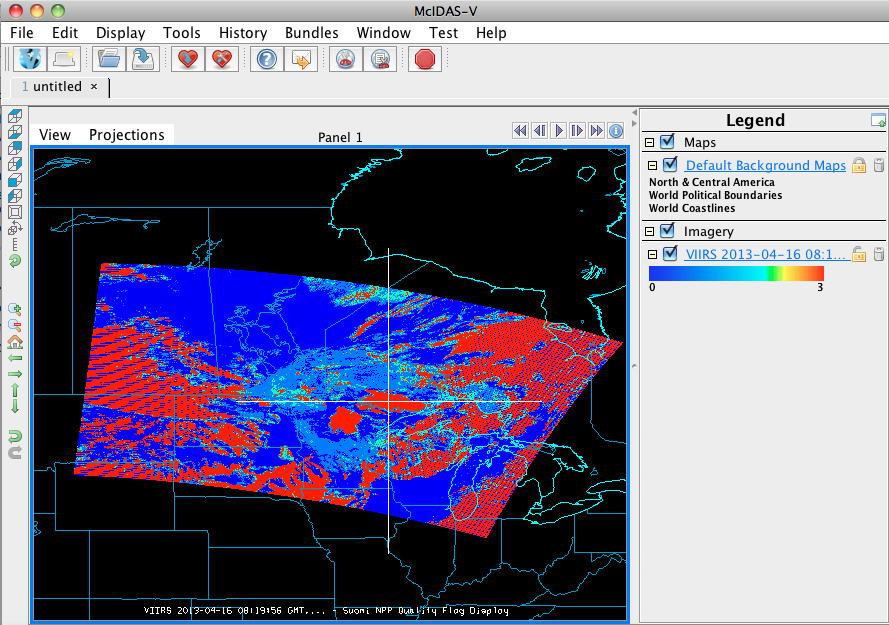 McIDAS-V
File Edit Display Tools History Bundles Window Test Help
1 untitled ×
View Projections
Panel 1
Legend
Maps
Default Background Maps
North & Central America
World Political Boundaries
World Coastlines
Imagery
VIIRS 2013-04-16 08:1...
0 3
VIIRS 2013-04-16 08:19:56 GMT,... - Suomi NPP Quality Flag Display